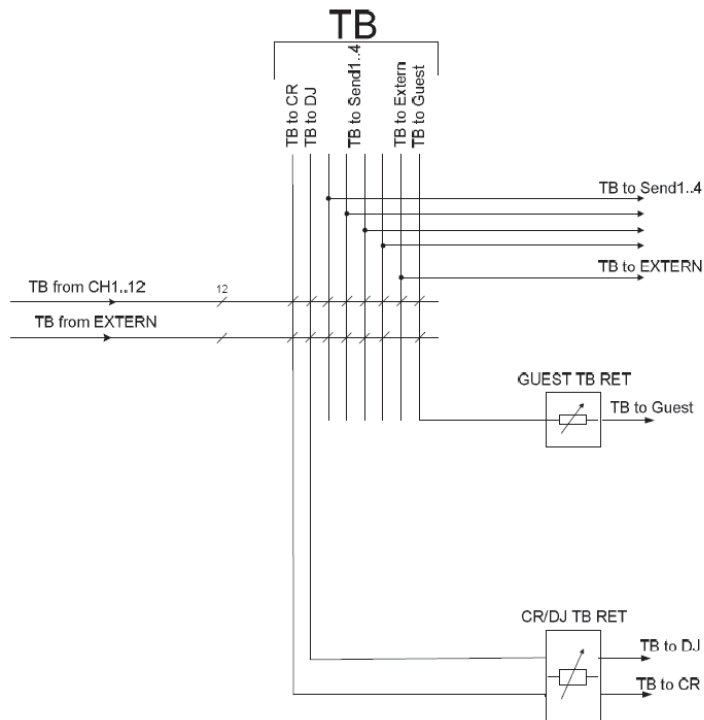 TB
TB to CR
TB to DJ
TB to Send1..4
TB to Extern
TB to Guest
TB to Send1..4
TB to EXTERN
TB from CH1..12
12
TB from EXTERN
GUEST TB RET
TB to Guest
CR/DJ TB RET
TB to DJ
TB to CR